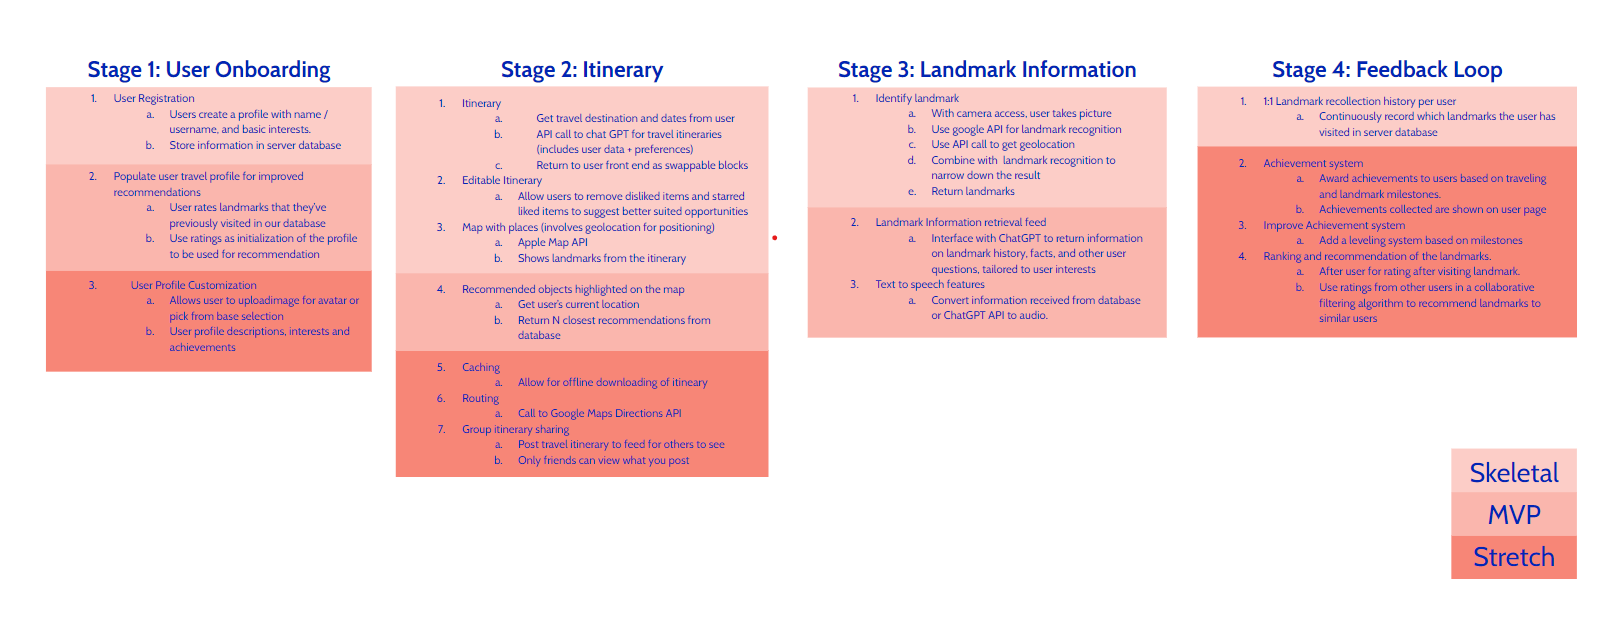 Stage 1: User Onboarding
1. User Registration
a. Users create a profile with name /
username, and basic interests.
b. Store information in server database
2. Populate user travel profile for improved
recommendations
a. User rates landmarks that they've
previously visited in our database
b. Use ratings as initialization of the profile
to be used for recommendation
3. User Profile Customization
a. Allows user to uploadimage for avatar or
pick from base selection
b. User profile descriptions, interests and
achievements
Stage 2: Itinerary
1. Itinerary
a. Get travel destination and dates from user
b. API call to chat GPT for travel itineraries
(includes user data + preferences)
c. Return to user front end as swappable blocks
2. Editable Itinerary
a. Allow users to remove disliked items and starred
liked items to suggest better suited opportunities
3. Map with places (involves geolocation for positioning)
a. Apple Map API
b. Shows landmarks from the itinerary
4. Recommended objects highlighted on the map
a. Get user's current location
b. Return N closest recommendations from
database
5. Caching
a. Allow for offline downloading of itineary
6. Routing
a. Call to Google Maps Directions API
7. Group itinerary sharing
a. Post travel itinerary to feed for others to see
b. Only friends can view what you post
Stage 3: Landmark Information
1. Identify landmark
a. With camera access, user takes picture
b. Use google API for landmark recognition
c. Use API call to get geolocation
d. Combine with landmark recognition to
narrow down the result
e. Return landmarks
2. Landmark Information retrieval feed
a. Interface with ChatGPT to return information
on landmark history, facts, and other user
questions, tailored to user interests
3. Text to speech features
a. Convert information received from database
or ChatGPT API to audio.
Stage 4: Feedback Loop
1. 1:1 Landmark recollection history per user
a. Continuously record which landmarks the user has
visited in server database
2. Achievement system
a. Award achievements to users based on traveling
and landmark milestones.
b. Achievements collected are shown on user page
3. Improve Achievement system
a. Add a leveling system based on milestones
4. Ranking and recommendation of the landmarks.
a. After user for rating after visiting landmark.
b. Use ratings from other users in a collaborative
filtering algorithm to recommend landmarks to
similar users
Skeletal
MVP
Stretch